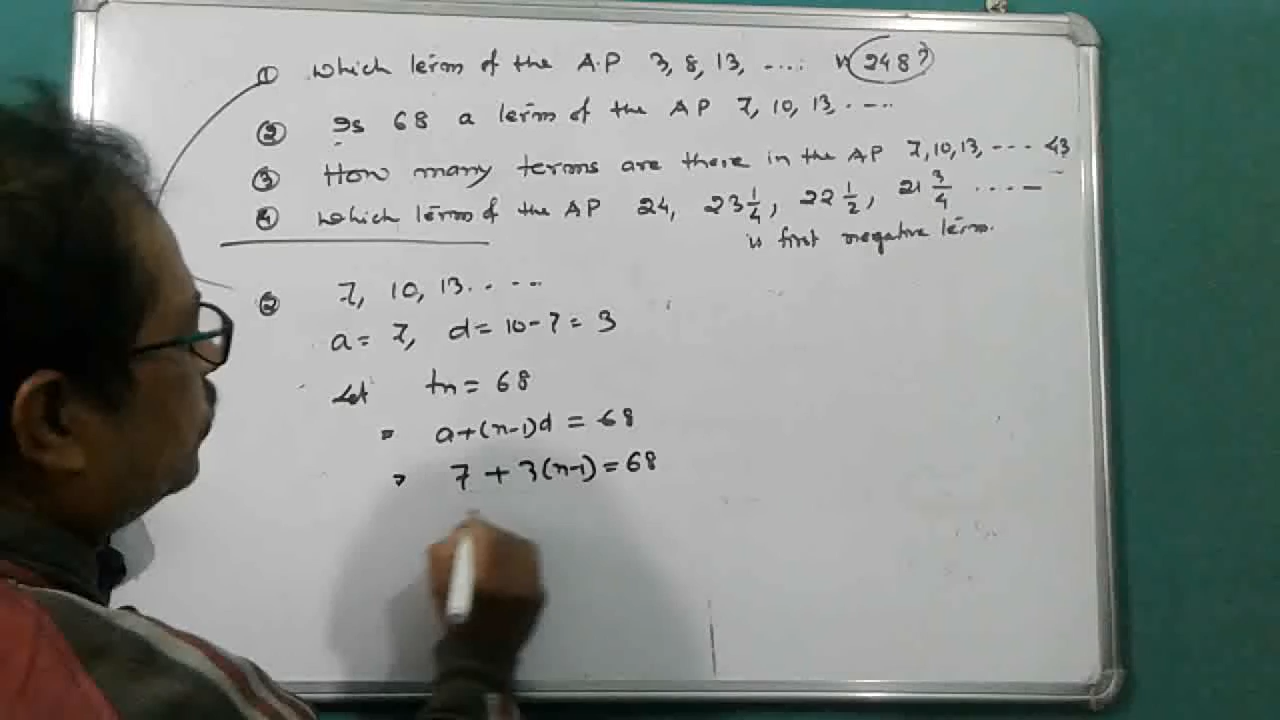 ① Which term of the A.P 3, 8, 13, .... is 248?
② Is 68 a term of the AP 7, 10, 13, .....
③ How many terms are there in the AP 7, 10, 13, --- 43
④ Which term of the AP 24, 23 1/4, 22 1/2, 21 3/4 .....
is first negative term.
② 7, 10, 13.....
a = 7, d = 10-7 = 3
Let tn = 68
⇒ a+(n-1)d = 68
⇒ 7 + 3(n-1) = 68